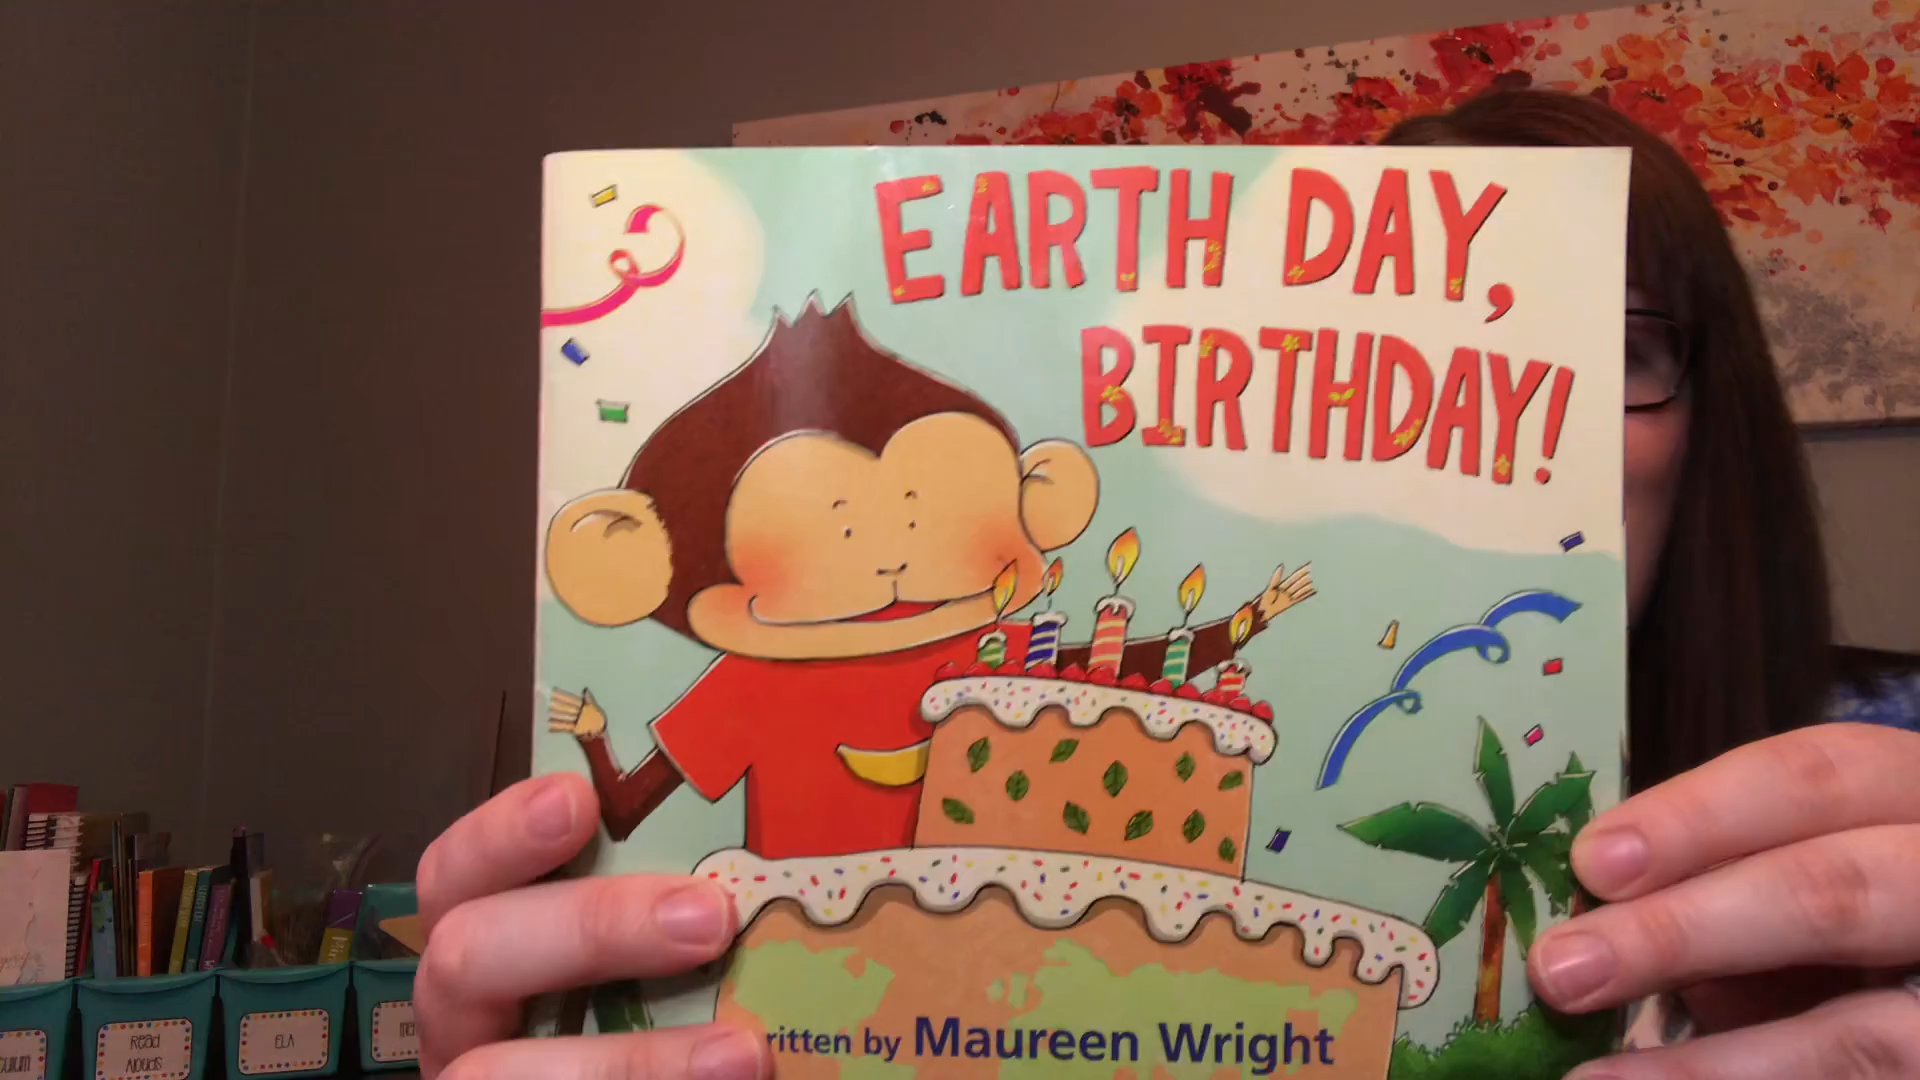 EARTH DAY,
BIRTHDAY!
ritten by Maureen Wright
Read
Alouds
ELA